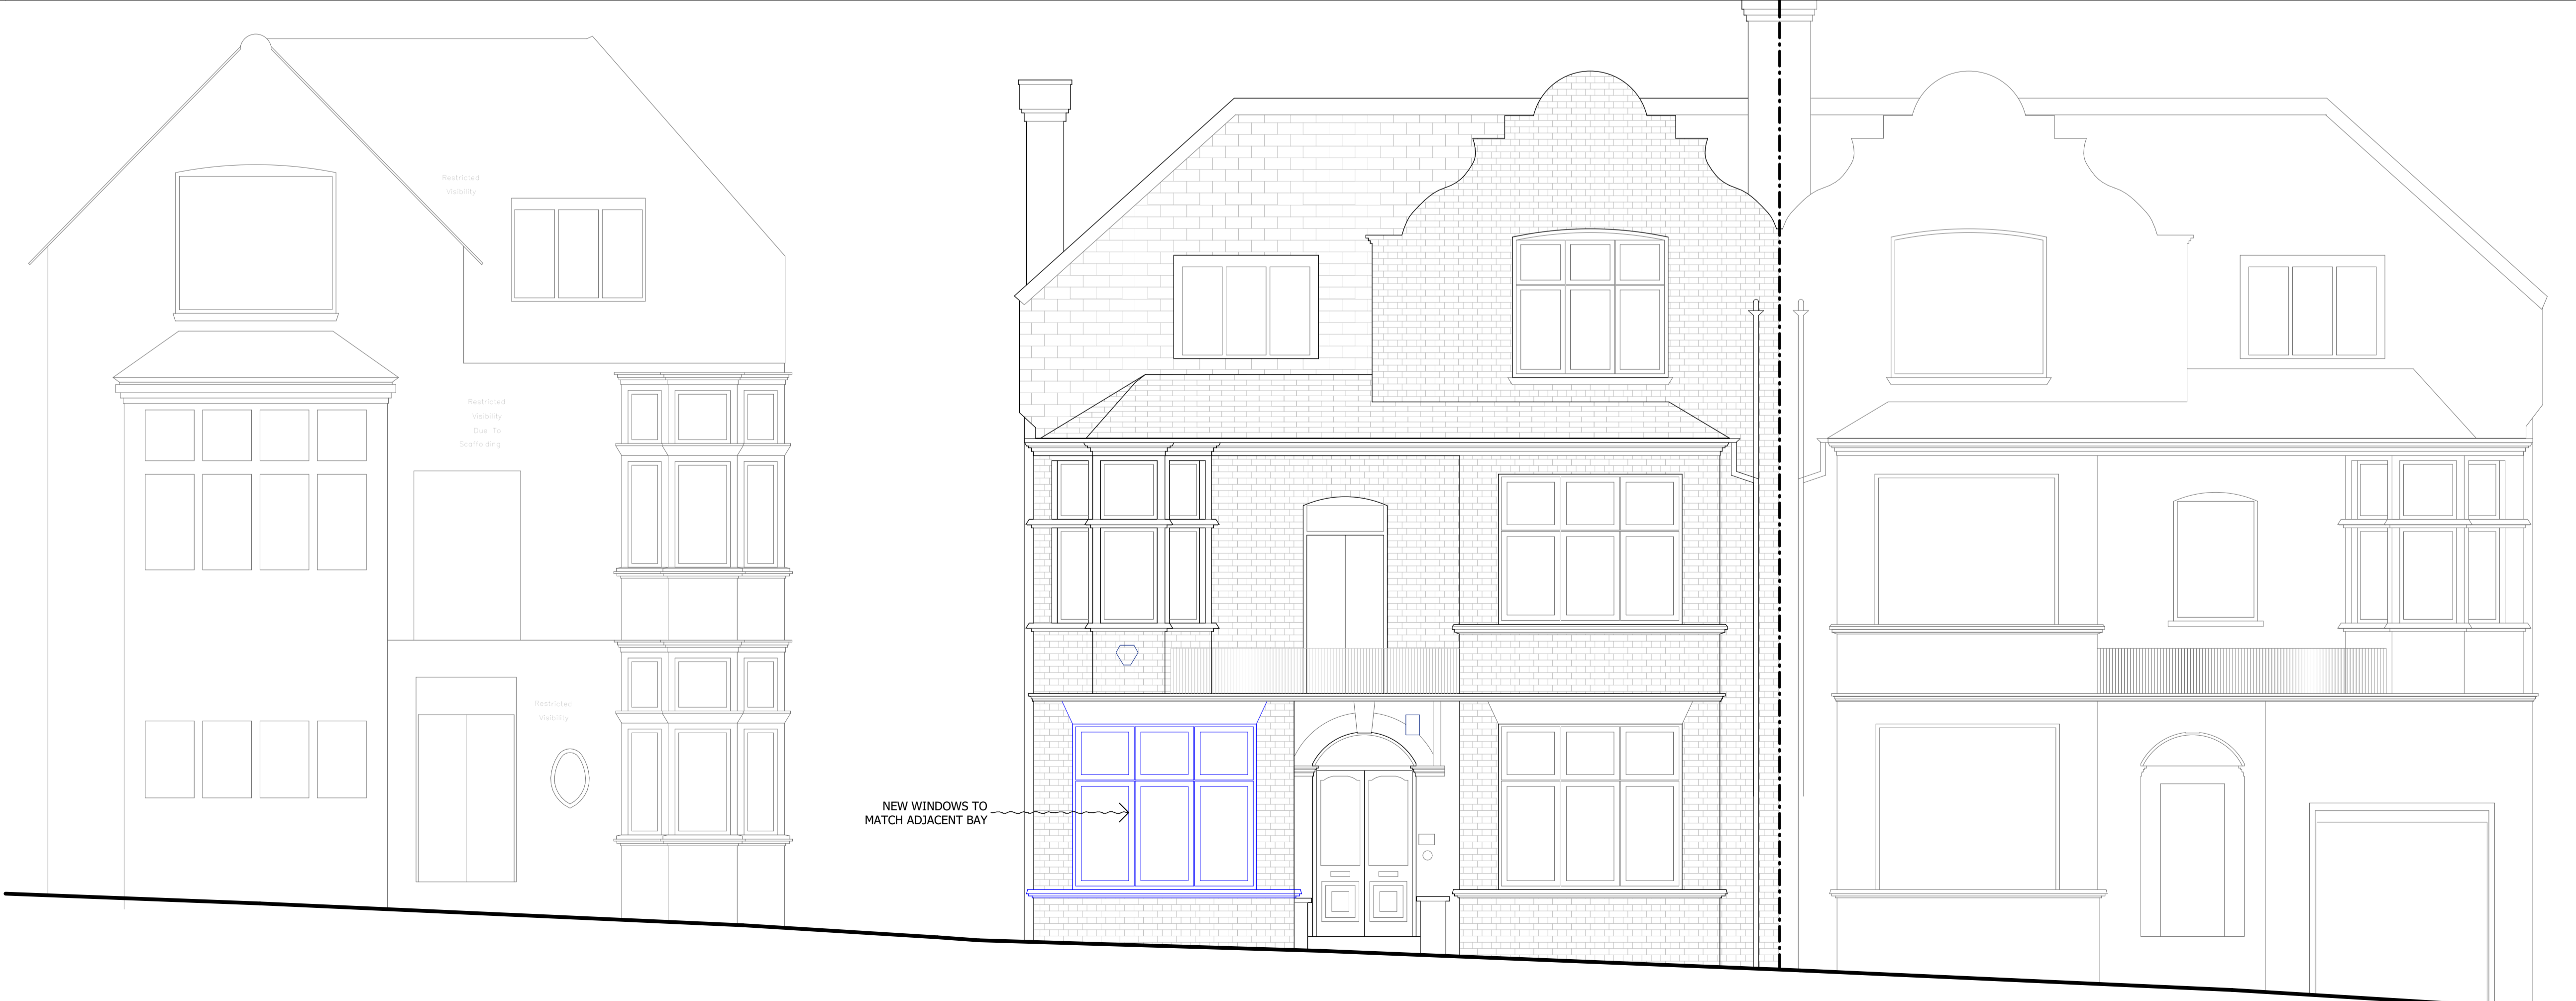 Restricted
Visibility
Restricted
Visibility
Due To
Scaffolding
Restricted
Visibility
NEW WINDOWS TO
MATCH ADJACENT BAY